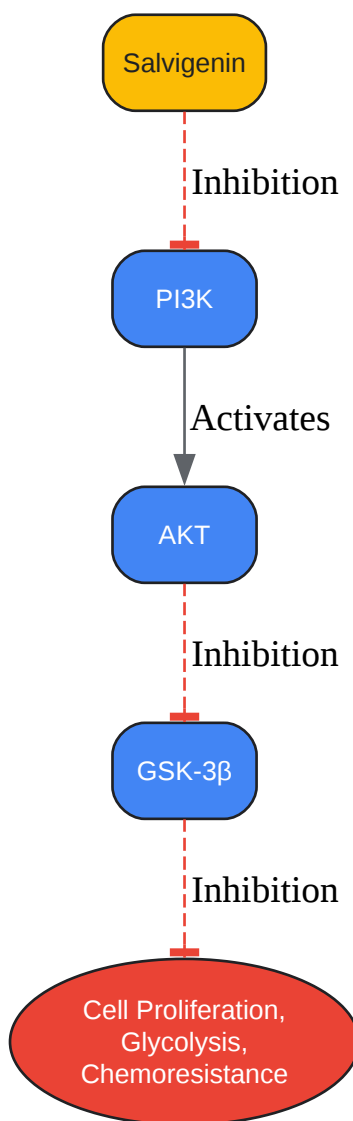 Salvigenin
Inhibition
PI3K
Activates
AKT
Inhibition
GSK-3β
Inhibition
Cell Proliferation,
Glycolysis,
Chemoresistance